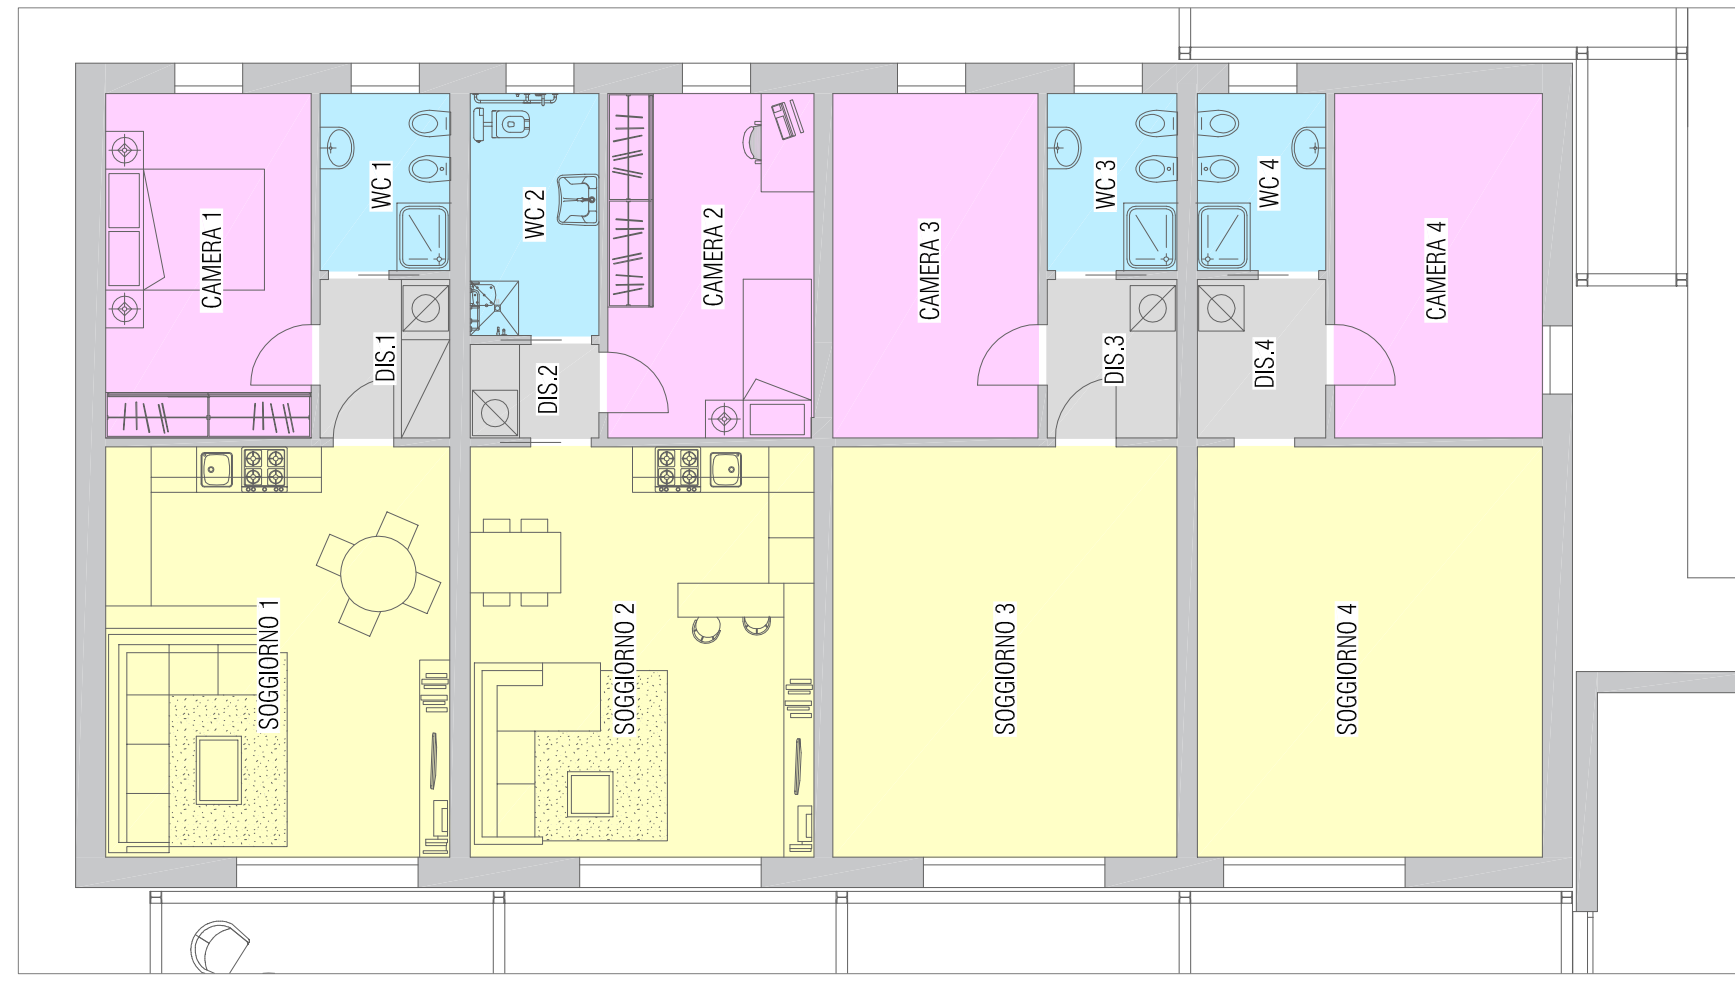 CAMERA 1
WC 1
DIS.1
WC 2
DIS.2
CAMERA 2
CAMERA 3
WC 3
DIS.3
WC 4
DIS.4
CAMERA 4
SOGGIORNO 1
SOGGIORNO 2
SOGGIORNO 3
SOGGIORNO 4